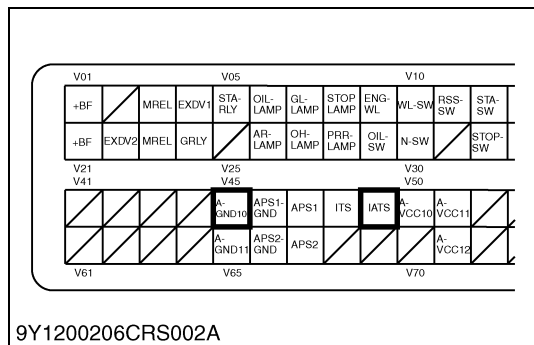 V01 V05 V10
+BF MREL EXDV1 STA-RLY OIL-LAMP GL-LAMP STOP LAMP ENG-WL WL-SW RSS-SW STA-SW
+BF EXDV2 MREL GRLY AR-LAMP OH-LAMP PRR-LAMP OIL-SW N-SW STOP-SW
V21 V25 V30
V41 V45 V50
A-GND10 APS1-GND APS1 ITS IATS A-VCC10 A-VCC11
A-GND11 APS2-GND APS2 A-VCC12
V61 V65 V70
9Y1200206CRS002A